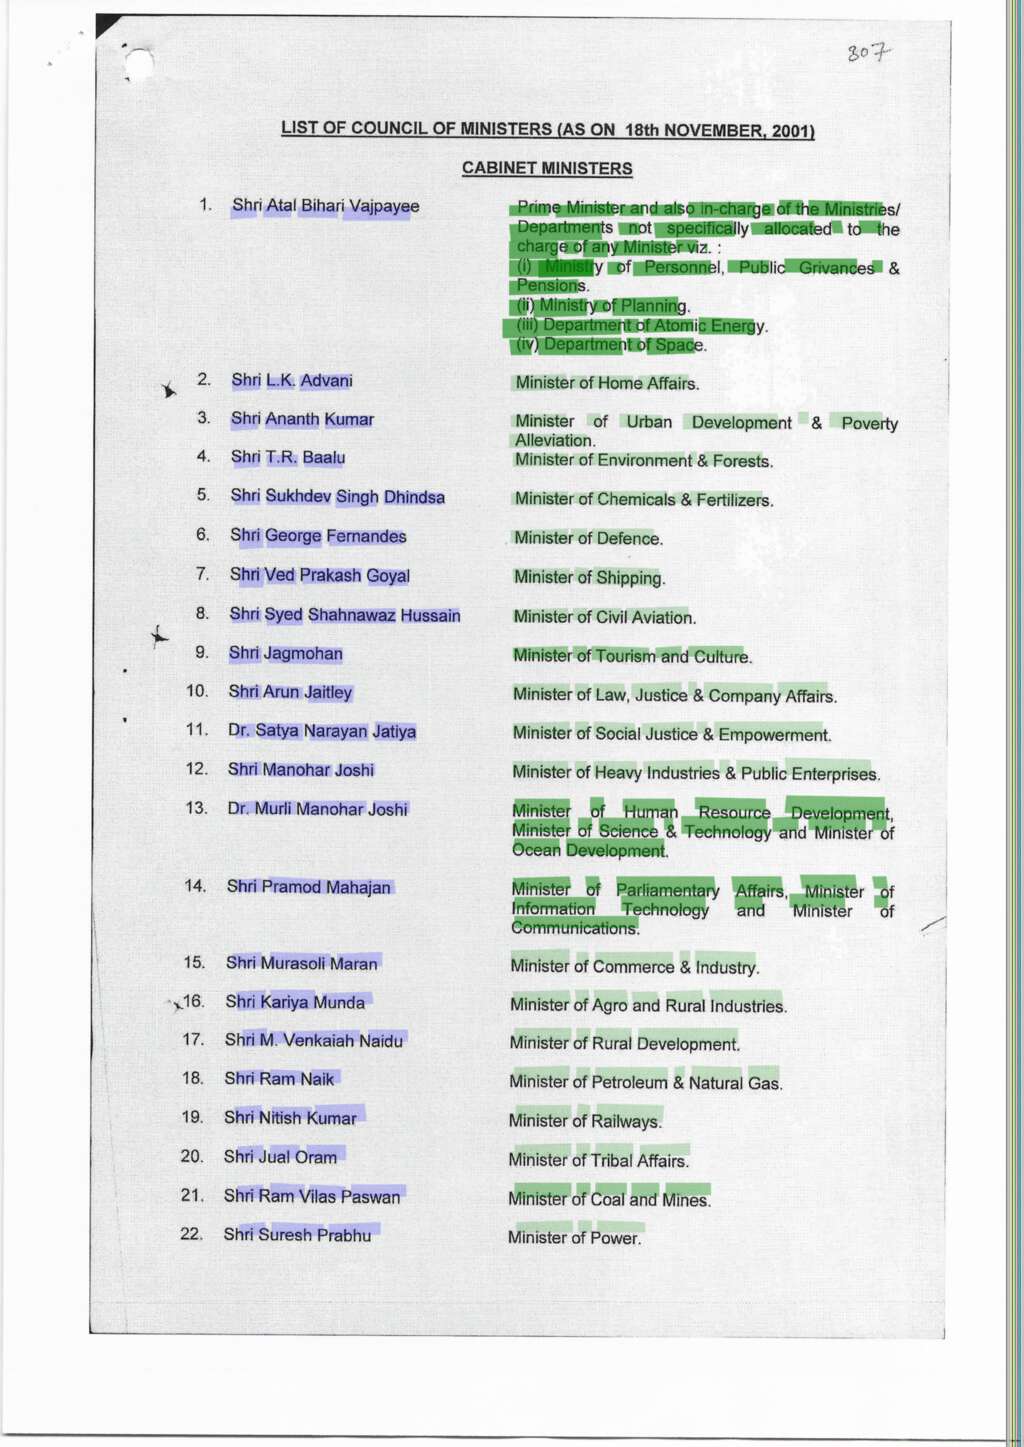 307
LIST OF COUNCIL OF MINISTERS (AS ON 18th NOVEMBER, 2001)
CABINET MINISTERS
1. Shri Atal Bihari Vajpayee Prime Minister and also in-charge of the Ministries/
Departments not specifically allocated to the
charge of any Minister viz. :
(i) Ministry of Personnel, Public Grivances &
Pensions.
(ii) Ministry of Planning.
(iii) Department of Atomic Energy.
(iv) Department of Space.
2. Shri L.K. Advani Minister of Home Affairs.
3. Shri Ananth Kumar Minister of Urban Development & Poverty
Alleviation.
4. Shri T.R. Baalu Minister of Environment & Forests.
5. Shri Sukhdev Singh Dhindsa Minister of Chemicals & Fertilizers.
6. Shri George Fernandes Minister of Defence.
7. Shri Ved Prakash Goyal Minister of Shipping.
8. Shri Syed Shahnawaz Hussain Minister of Civil Aviation.
9. Shri Jagmohan Minister of Tourism and Culture.
10. Shri Arun Jaitley Minister of Law, Justice & Company Affairs.
11. Dr. Satya Narayan Jatiya Minister of Social Justice & Empowerment.
12. Shri Manohar Joshi Minister of Heavy Industries & Public Enterprises.
13. Dr. Murli Manohar Joshi Minister of Human Resource Development,
Minister of Science & Technology and Minister of
Ocean Development.
14. Shri Pramod Mahajan Minister of Parliamentary Affairs, Minister of
Information Technology and Minister of
Communications.
15. Shri Murasoli Maran Minister of Commerce & Industry.
16. Shri Kariya Munda Minister of Agro and Rural Industries.
17. Shri M. Venkaiah Naidu Minister of Rural Development.
18. Shri Ram Naik Minister of Petroleum & Natural Gas.
19. Shri Nitish Kumar Minister of Railways.
20. Shri Jual Oram Minister of Tribal Affairs.
21. Shri Ram Vilas Paswan Minister of Coal and Mines.
22. Shri Suresh Prabhu Minister of Power.